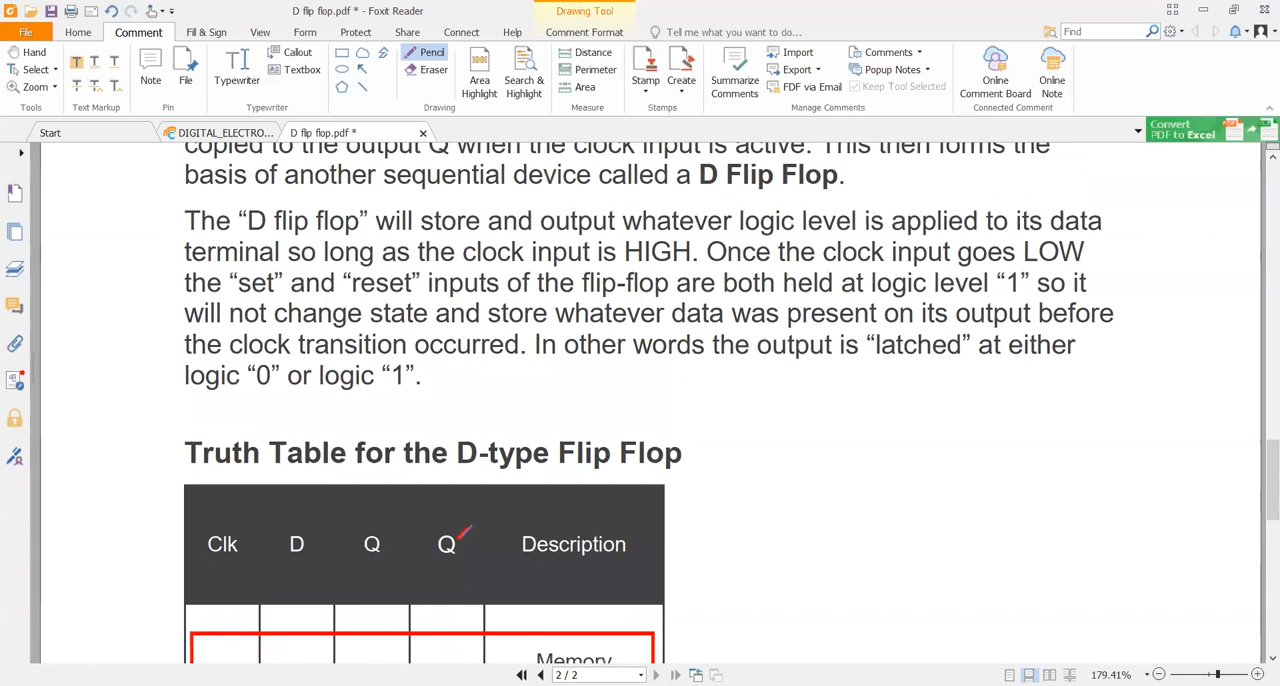 D flip flop.pdf * - Foxit Reader
Drawing Tool
File Home Comment Fill & Sign View Form Protect Share Connect Help Comment Format Tell me what you want to do... Find
Hand
Select
Zoom
Tools
T T T
T T T
Text Markup
Note
File
Pin
Typewriter
Callout
Textbox
Typewriter
Pencil
Eraser
Area
Highlight
Search &
Highlight
Drawing
Distance
Perimeter
Area
Measure
Stamp
Create
Stamps
Summarize
Comments
Import
Export
FDF via Email
Comments
Popup Notes
Keep Tool Selected
Manage Comments
Online
Comment Board
Online
Note
Connected Comment
Start DIGITAL_ELECTRO... D flip flop.pdf *
Convert
PDF to Excel
copied to the output Q when the clock input is active. This then forms the
basis of another sequential device called a D Flip Flop.
The “D flip flop” will store and output whatever logic level is applied to its data
terminal so long as the clock input is HIGH. Once the clock input goes LOW
the “set” and “reset” inputs of the flip-flop are both held at logic level “1” so it
will not change state and store whatever data was present on its output before
the clock transition occurred. In other words the output is “latched” at either
logic “0” or logic “1”.
Truth Table for the D-type Flip Flop
Clk D Q Q Description
Memory
2 / 2
179.41%